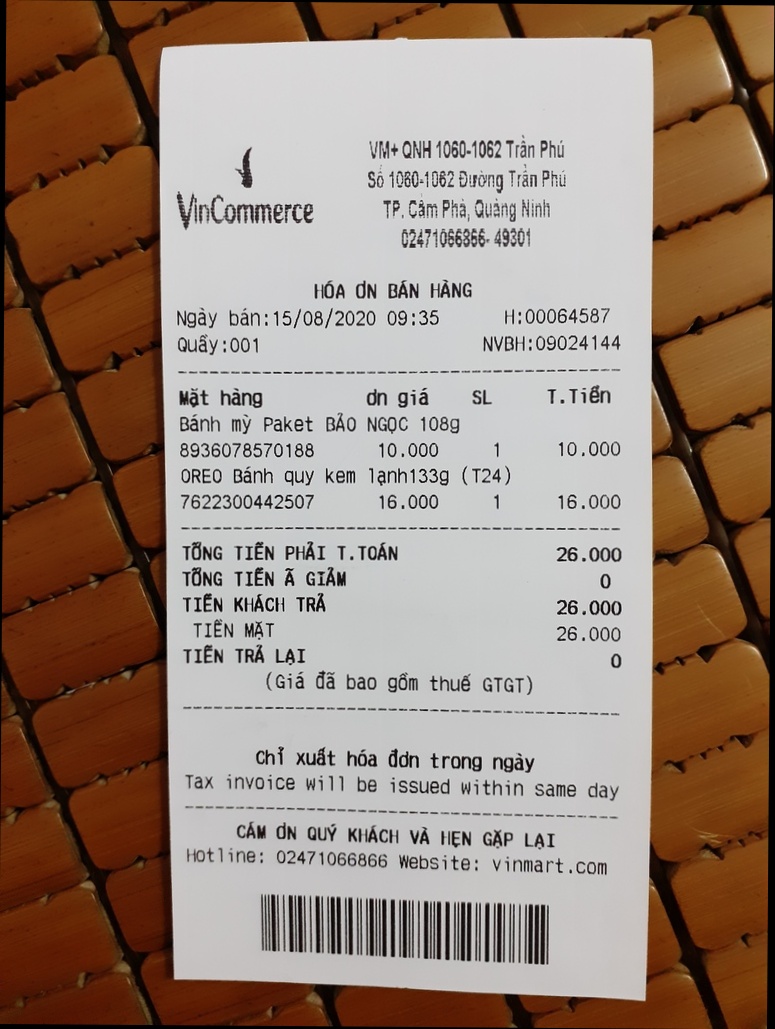 VinCommerce
VM+ QNH 1060-1062 Trần Phú
Số 1060-1062 Đường Trần Phú
TP. Cẩm Phả, Quảng Ninh
02471066866- 49301
HÓA ƠN BÁN HÀNG
Ngày bán:15/08/2020 09:35 H:00064587
Quầy:001 NVBH:09024144
Mặt hàng ơn giá SL T.Tiền
Bánh mỳ Paket BẢO NGỌC 108g
8936078570188 10.000 1 10.000
OREO Bánh quy kem lạnh133g (T24)
7622300442507 16.000 1 16.000
TỔNG TIỀN PHẢI T.TOÁN 26.000
TỔNG TIỀN Ã GIẢM 0
TIỀN KHÁCH TRẢ 26.000
TIỀN MẶT 26.000
TIỀN TRẢ LẠI 0
(Giá đã bao gồm thuế GTGT)
Chỉ xuất hóa đơn trong ngày
Tax invoice will be issued within same day
CÁM ƠN QUÝ KHÁCH VÀ HẸN GẶP LẠI
Hotline: 02471066866 Website: vinmart.com